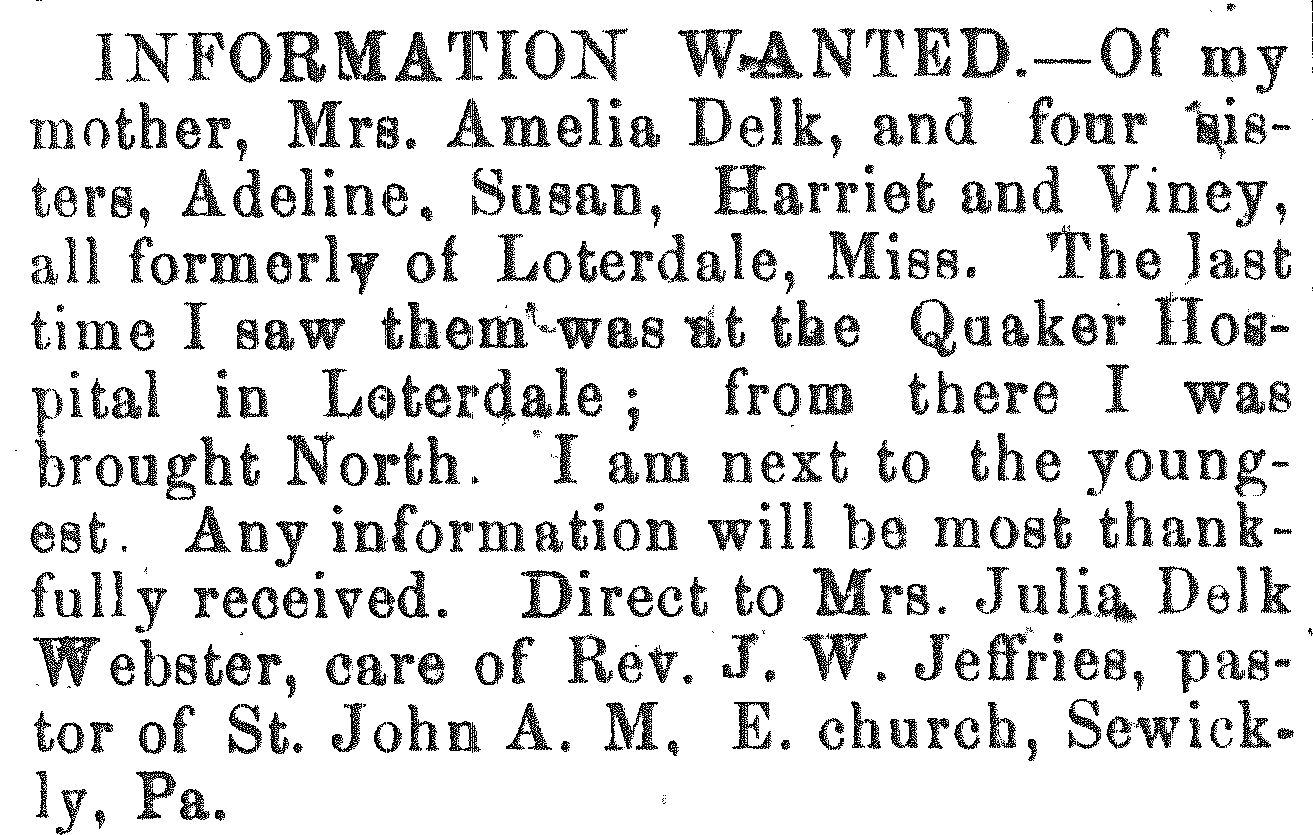 INFORMATION WANTED.—Of my
mother, Mrs. Amelia Delk, and four sis-
ters, Adeline, Susan, Harriet and Viney,
all formerly of Loterdale, Miss. The last
time I saw them was at the Quaker Hos-
pital in Loterdale; from there I was
brought North. I am next to the young-
est. Any information will be most thank-
fully received. Direct to Mrs. Julia Delk
Webster, care of Rev. J. W. Jeffries, pas-
tor of St. John A. M. E. church, Sewick-
ly, Pa.